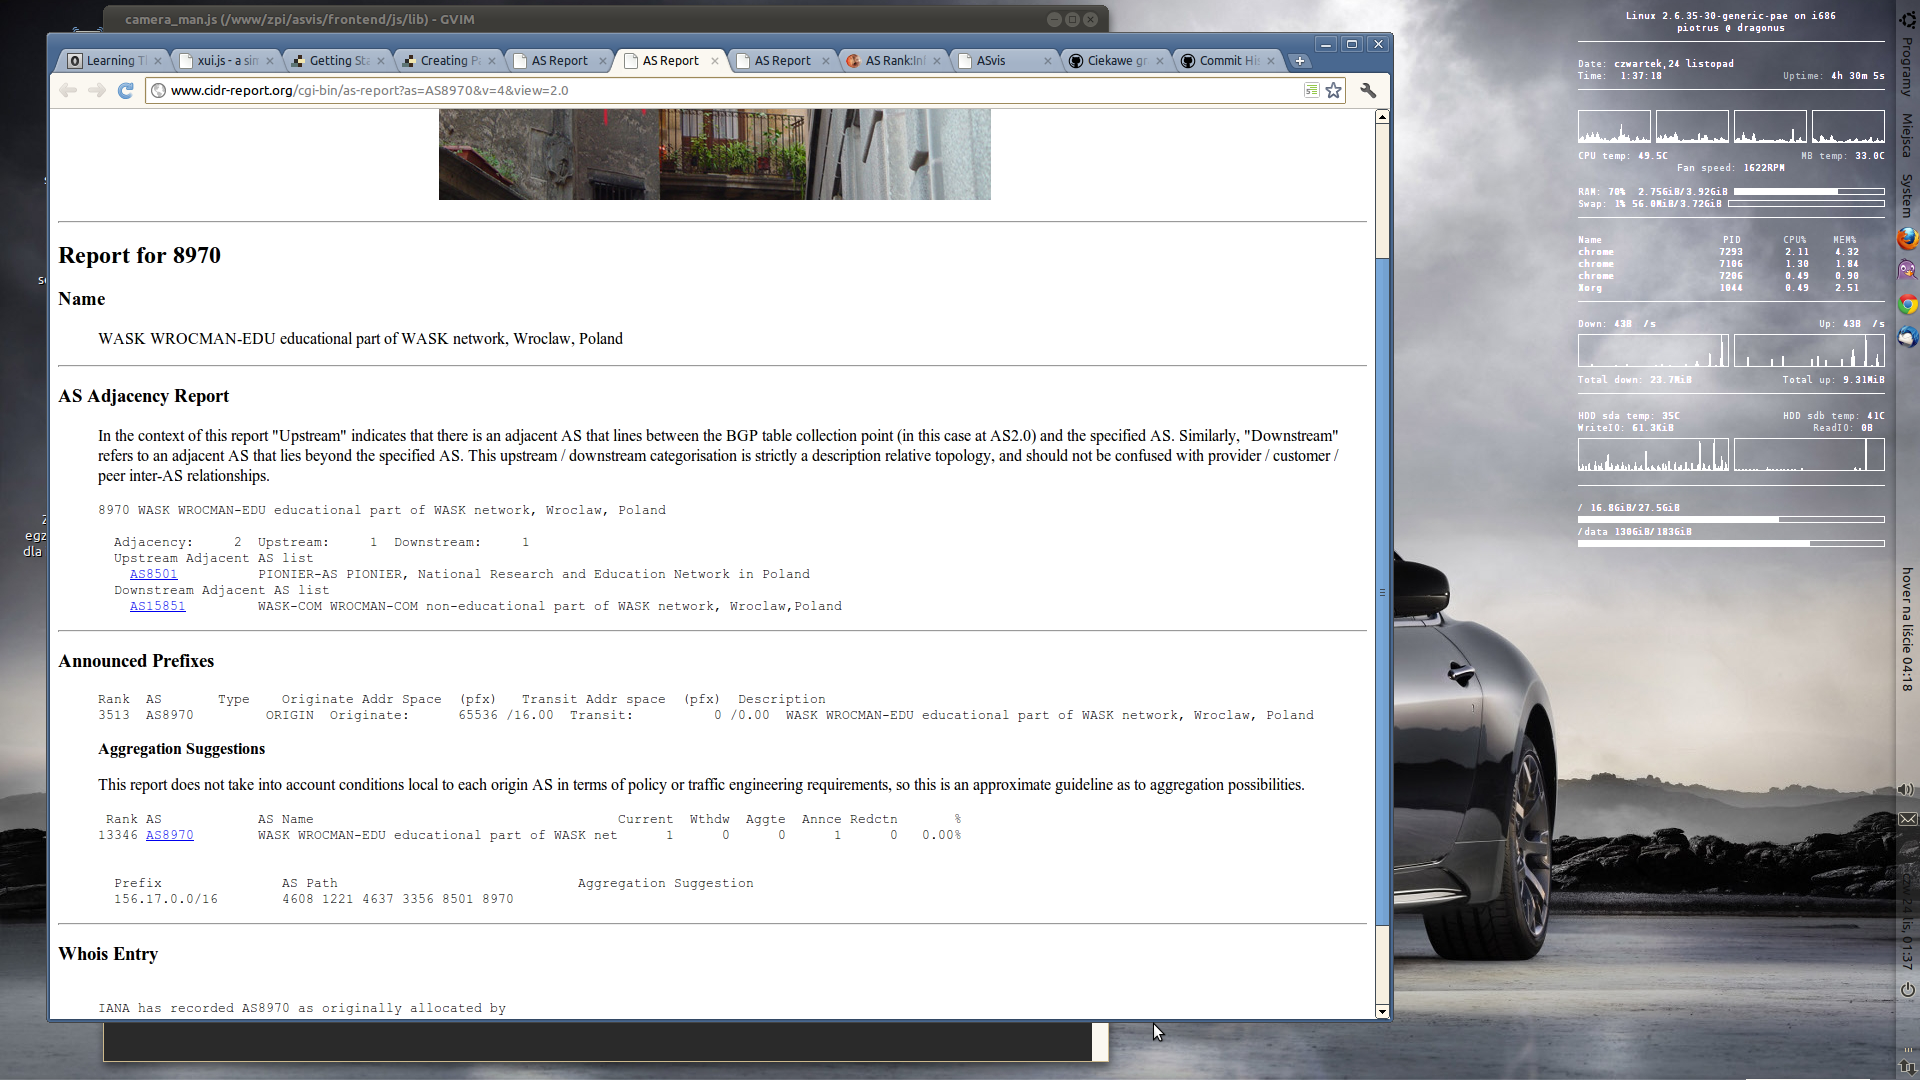 camera_man.js (/www/zpi/asvis/frontend/js/lib) - GVIM
Learning T
xui.js - a sim
Getting Sta
Creating Pa
AS Report
AS Report
AS Report
AS Rank:Inf
ASvis
Ciekawe gr
Commit His
www.cidr-report.org/cgi-bin/as-report?as=AS8970&v=4&view=2.0
Report for 8970
Name
WASK WROCMAN-EDU educational part of WASK network, Wroclaw, Poland
AS Adjacency Report
In the context of this report "Upstream" indicates that there is an adjacent AS that lines between the BGP table collection point (in this case at AS2.0) and the specified AS. Similarly, "Downstream"
refers to an adjacent AS that lies beyond the specified AS. This upstream / downstream categorisation is strictly a description relative topology, and should not be confused with provider / customer /
peer inter-AS relationships.
8970 WASK WROCMAN-EDU educational part of WASK network, Wroclaw, Poland
Adjacency: 2 Upstream: 1 Downstream: 1
Upstream Adjacent AS list
AS8501 PIONIER-AS PIONIER, National Research and Education Network in Poland
Downstream Adjacent AS list
AS15851 WASK-COM WROCMAN-COM non-educational part of WASK network, Wroclaw,Poland
Announced Prefixes
Rank AS Type Originate Addr Space (pfx) Transit Addr space (pfx) Description
3513 AS8970 ORIGIN Originate: 65536 /16.00 Transit: 0 /0.00 WASK WROCMAN-EDU educational part of WASK network, Wroclaw, Poland
Aggregation Suggestions
This report does not take into account conditions local to each origin AS in terms of policy or traffic engineering requirements, so this is an approximate guideline as to aggregation possibilities.
Rank AS AS Name Current Wthdw Aggte Annce Redctn %
13346 AS8970 WASK WROCMAN-EDU educational part of WASK net 1 0 0 1 0 0.00%
Prefix AS Path Aggregation Suggestion
156.17.0.0/16 4608 1221 4637 3356 8501 8970
Whois Entry
IANA has recorded AS8970 as originally allocated by
egz
dla
Linux 2.6.35-30-generic-pae on i686
piotrus @ dragonus
Date: czwartek,24 listopad
Time: 1:37:18 Uptime: 4h 30m 5s
CPU temp: 49.5C MB temp: 33.0C
Fan speed: 1622RPM
RAM: 70% 2.75GiB/3.92GiB
Swap: 1% 56.0MiB/3.72GiB
Name PID CPU% MEM%
chrome 7293 2.11 4.32
chrome 7106 1.30 1.84
chrome 7206 0.49 0.90
Xorg 1044 0.49 2.51
Down: 43B /s Up: 43B /s
Total down: 23.7MiB Total up: 9.31MiB
HDD sda temp: 35C HDD sdb temp: 41C
WriteIO: 61.3KiB ReadIO: 0B
/ 16.8GiB/27.5GiB
/data 130GiB/183GiB
Programy
Miejsca
System
hover na liście 04:18
24 lis, 01:37